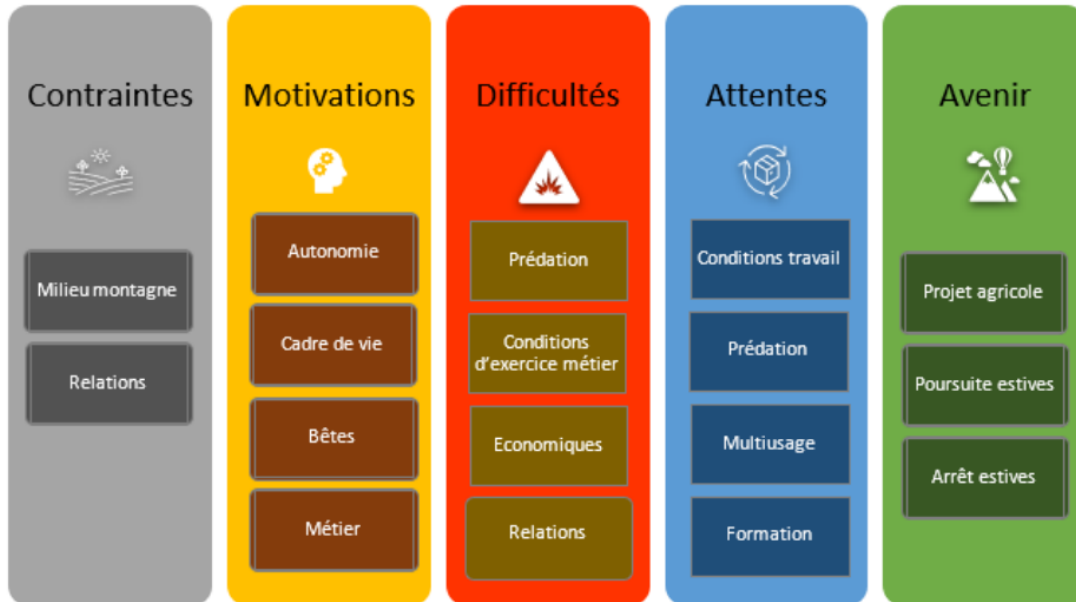 Contraintes
Milieu montagne
Relations
Motivations
Autonomie
Cadre de vie
Bêtes
Métier
Difficultés
Prédation
Conditions
d'exercice métier
Economiques
Relations
Attentes
Conditions travail
Prédation
Multiusage
Formation
Avenir
Projet agricole
Poursuite estives
Arrêt estives